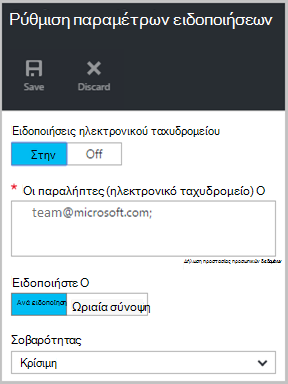 Ρύθμιση παραμέτρων ειδοποιήσεων
Save Discard
Ειδοποιήσεις ηλεκτρονικού ταχυδρομείου
Στην Off
* Οι παραλήπτες (ηλεκτρονικό ταχυδρομείο) Ο
team@microsoft.com;
Δήλωση προστασίας προσωπικών δεδομένων
Ειδοποιήστε Ο
Ανά ειδοποίηση Ωριαία σύνοψη
Σοβαρότητας
Κρίσιμη